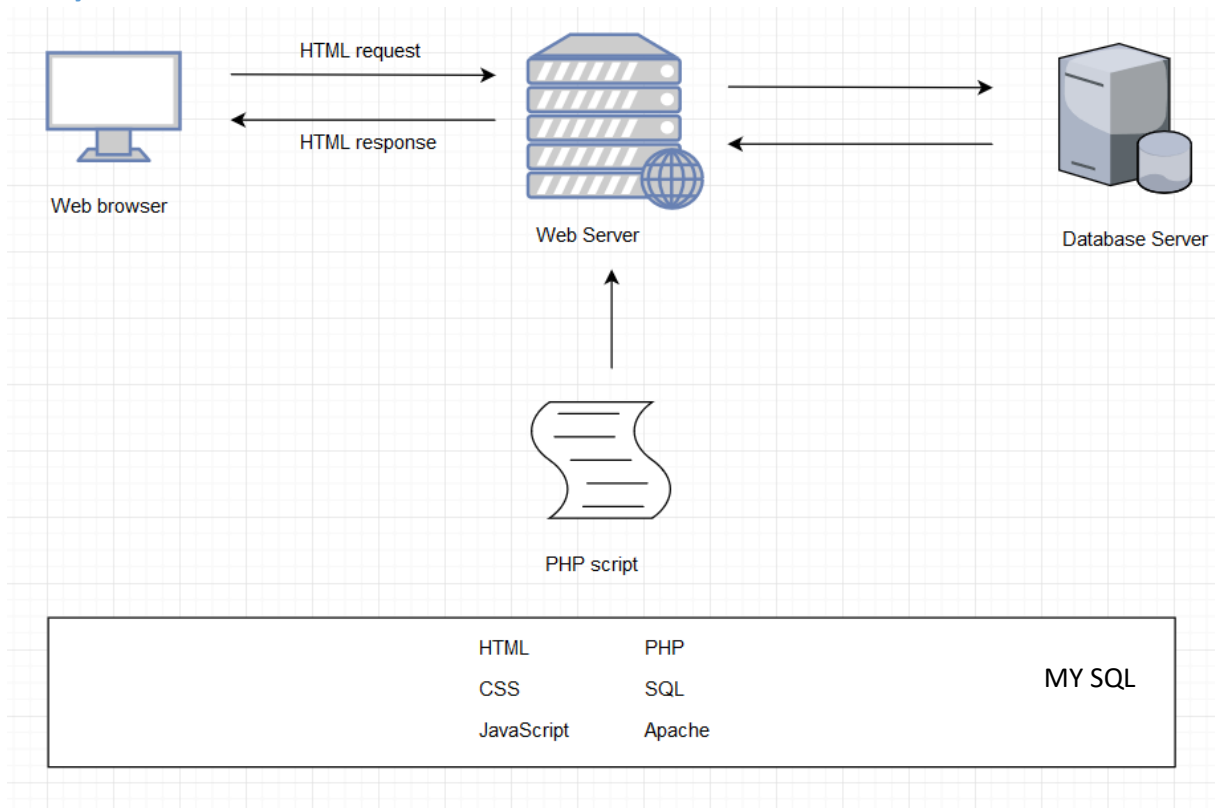 HTML request
HTML response
Web browser
Web Server
Database Server
PHP script
HTML PHP
CSS SQL
MY SQL
JavaScript Apache